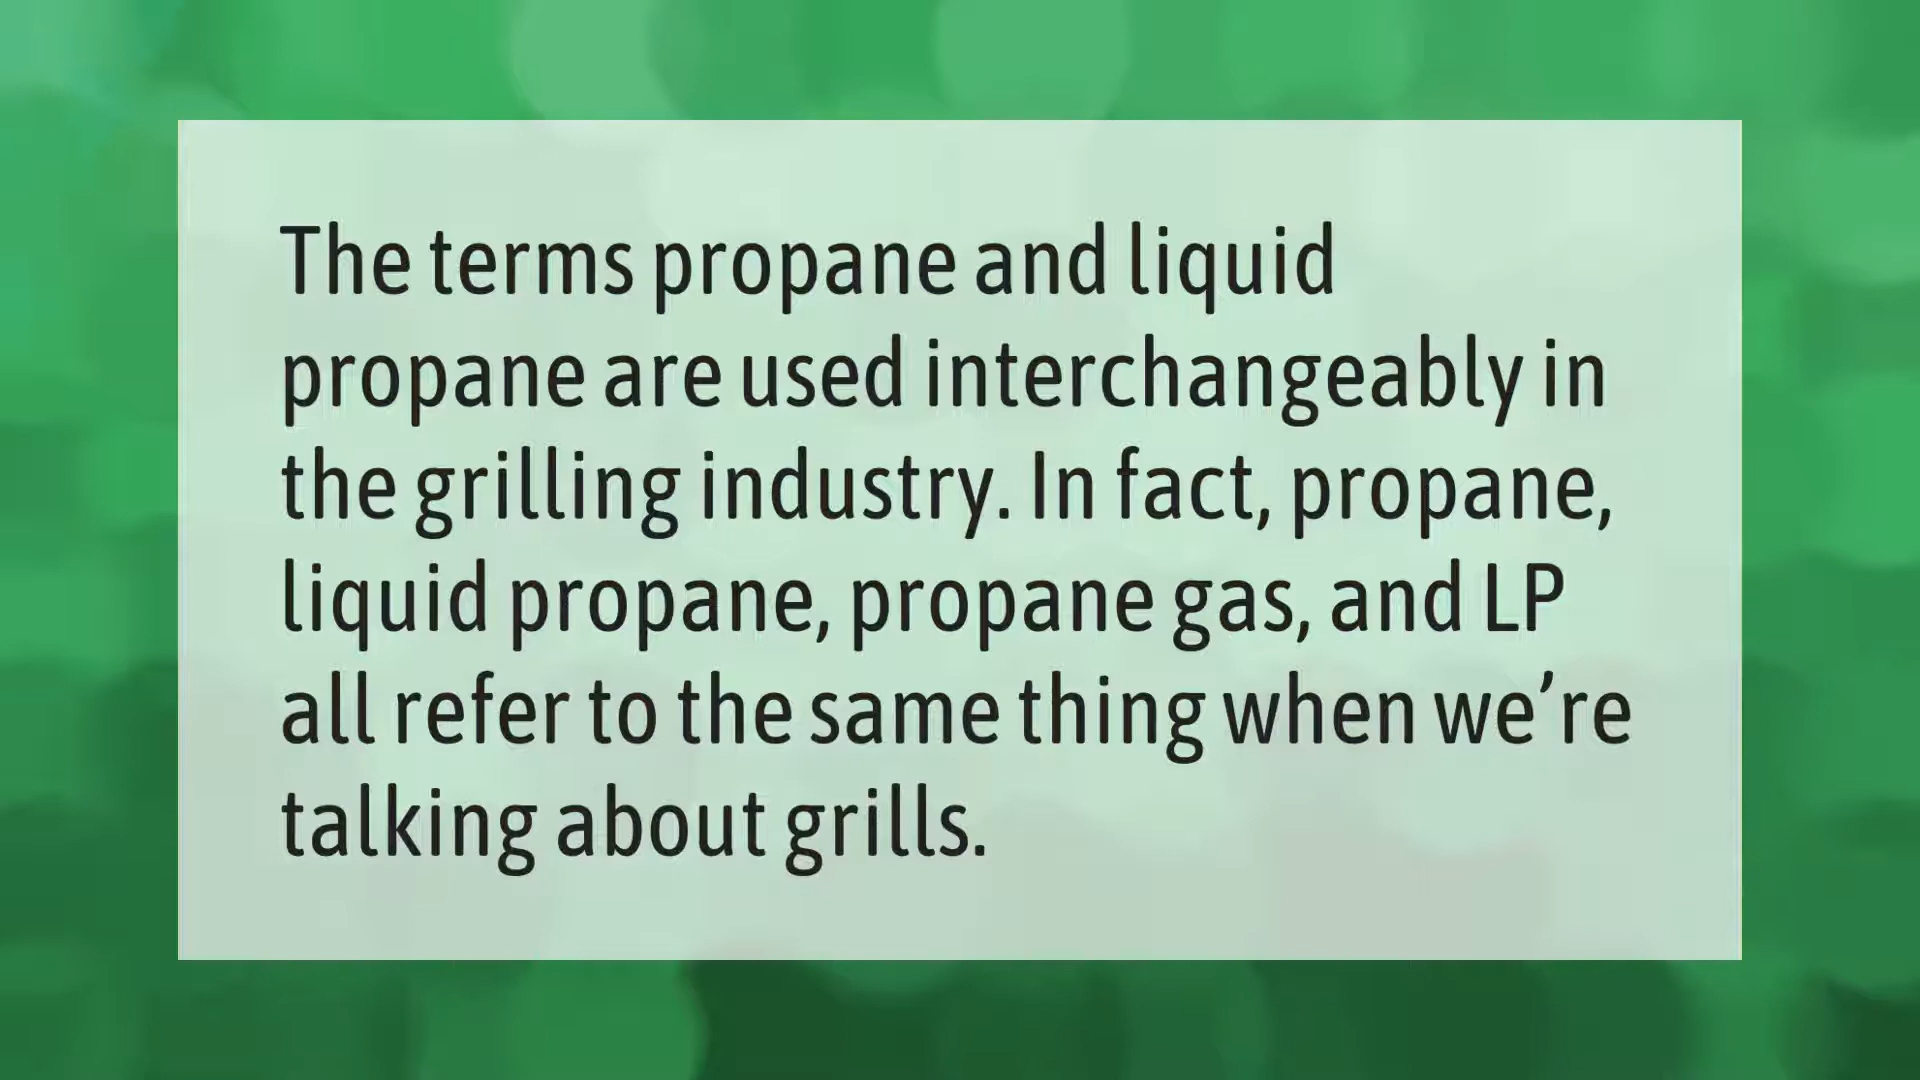 The terms propane and liquid
propane are used interchangeably in
the grilling industry. In fact, propane,
liquid propane, propane gas, and LP
all refer to the same thing when we’re
talking about grills.